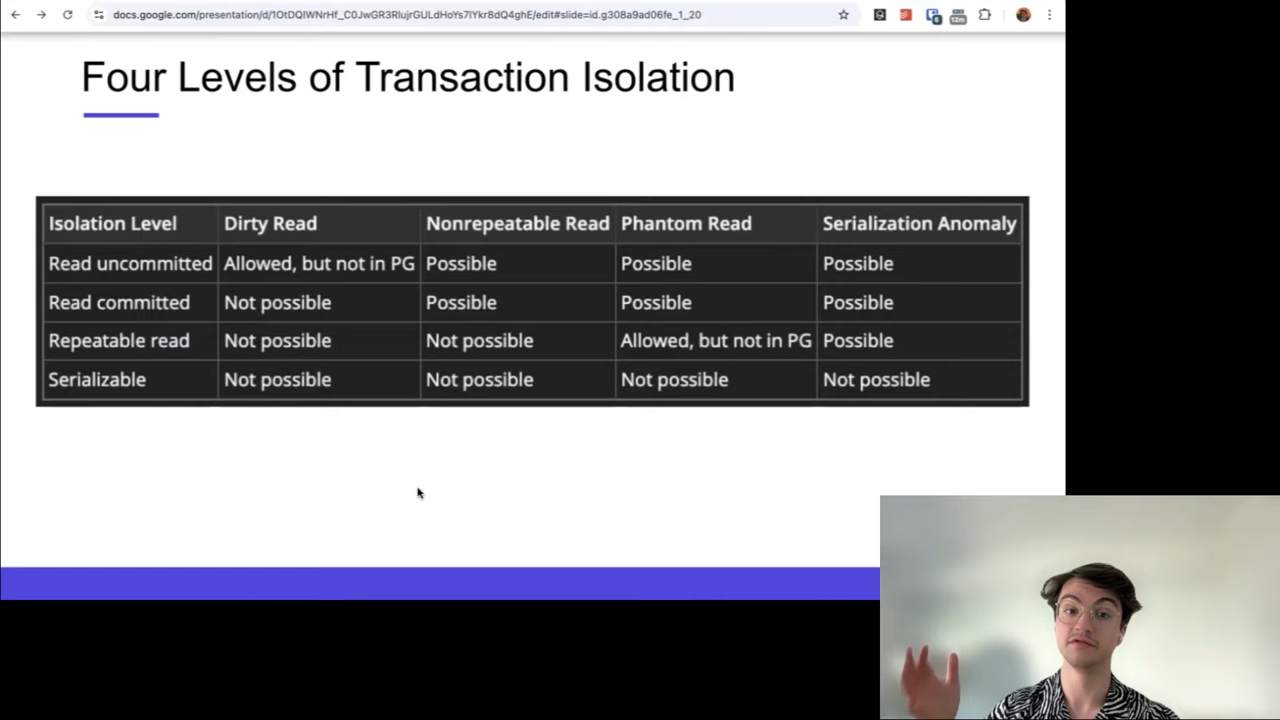 docs.google.com/presentation/d/1OtDQIWNrHf_C0JwGR3RlujrGULdHoYs7lYkr8dQ4ghE/edit#slide=id.g308a9ad06fe_1_20
6
12m
Four Levels of Transaction Isolation
Isolation Level Dirty Read Nonrepeatable Read Phantom Read Serialization Anomaly
Read uncommitted Allowed, but not in PG Possible Possible Possible
Read committed Not possible Possible Possible Possible
Repeatable read Not possible Not possible Allowed, but not in PG Possible
Serializable Not possible Not possible Not possible Not possible